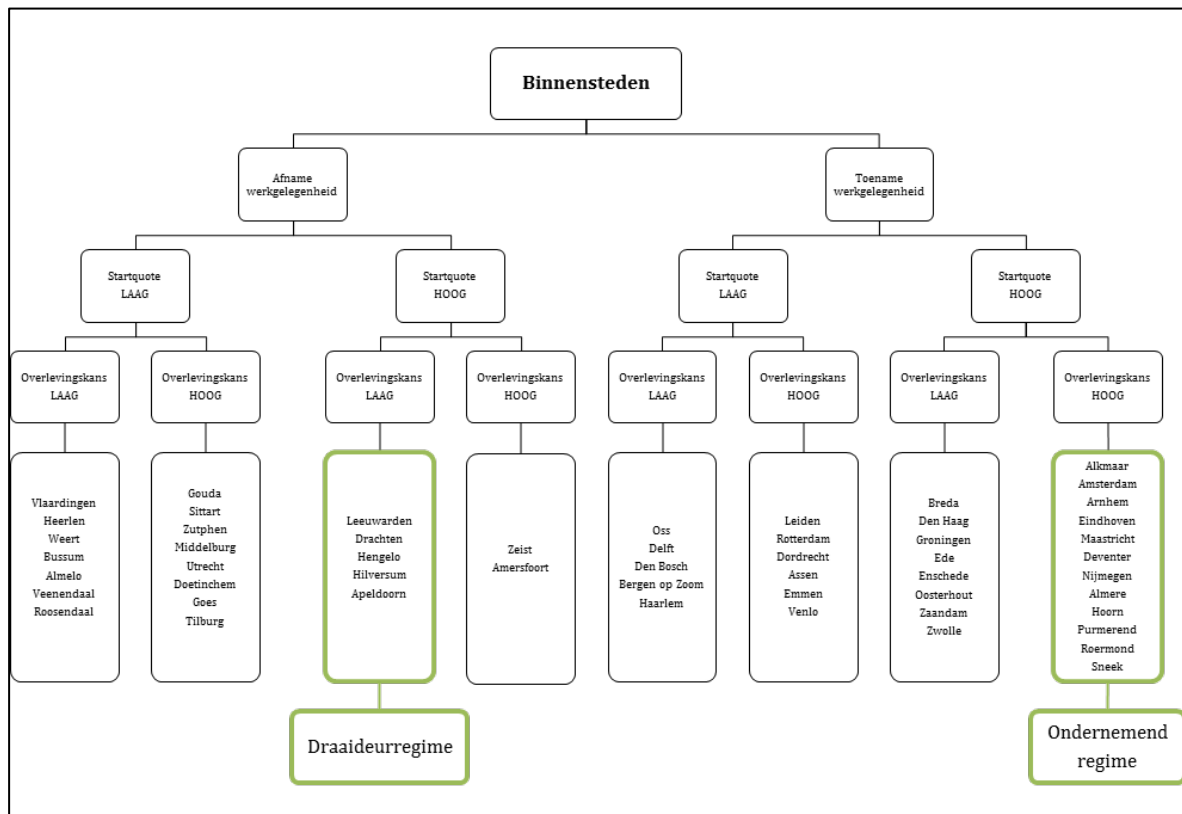 Binnensteden
Afname
werkgelegenheid
Toename
werkgelegenheid
Startquote
LAAG
Startquote
HOOG
Startquote
LAAG
Startquote
HOOG
Overlevingskans
LAAG
Overlevingskans
HOOG
Overlevingskans
LAAG
Overlevingskans
HOOG
Overlevingskans
LAAG
Overlevingskans
HOOG
Overlevingskans
LAAG
Overlevingskans
HOOG
Vlaardingen
Heerlen
Weert
Bussum
Almelo
Veenendaal
Roosendaal
Gouda
Sittart
Zutphen
Middelburg
Utrecht
Doetinchem
Goes
Tilburg
Leeuwarden
Drachten
Hengelo
Hilversum
Apeldoorn
Zeist
Amersfoort
Oss
Delft
Den Bosch
Bergen op Zoom
Haarlem
Leiden
Rotterdam
Dordrecht
Assen
Emmen
Venlo
Breda
Den Haag
Groningen
Ede
Enschede
Oosterhout
Zaandam
Zwolle
Alkmaar
Amsterdam
Arnhem
Eindhoven
Maastricht
Deventer
Nijmegen
Almere
Hoorn
Purmerend
Roermond
Sneek
Draaideurregime
Ondernemend
regime